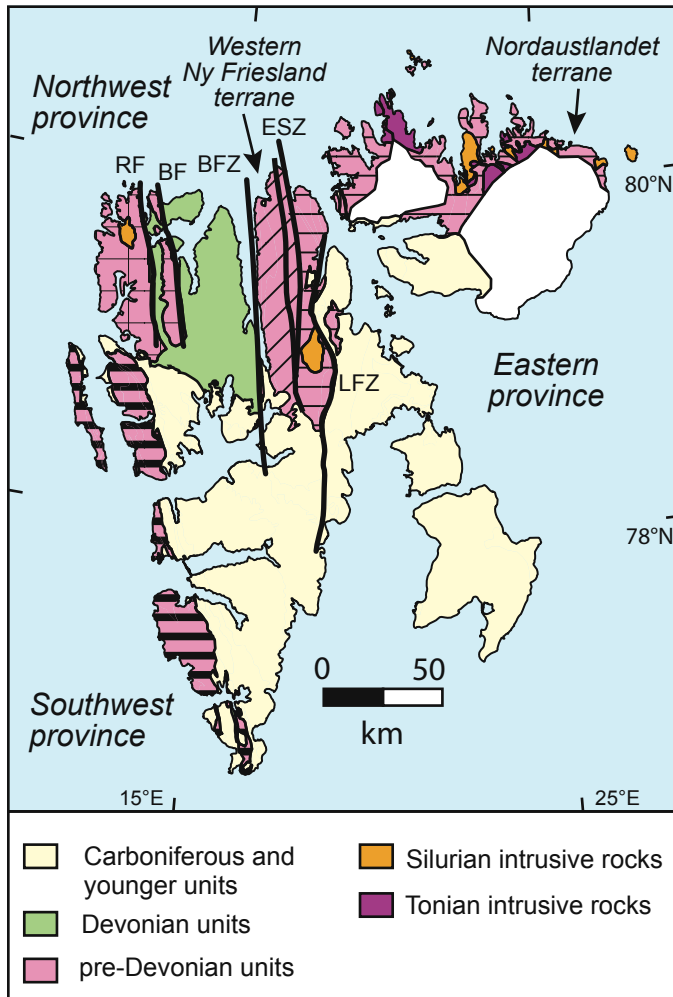 Western
Ny Friesland
terrane
Nordaustlandet
terrane
Northwest
province
ESZ
RF
BF
BFZ
80°N
Eastern
province
LFZ
78°N
0
50
km
Southwest
province
15°E
25°E
Carboniferous and
younger units
Devonian units
pre-Devonian units
Silurian intrusive rocks
Tonian intrusive rocks